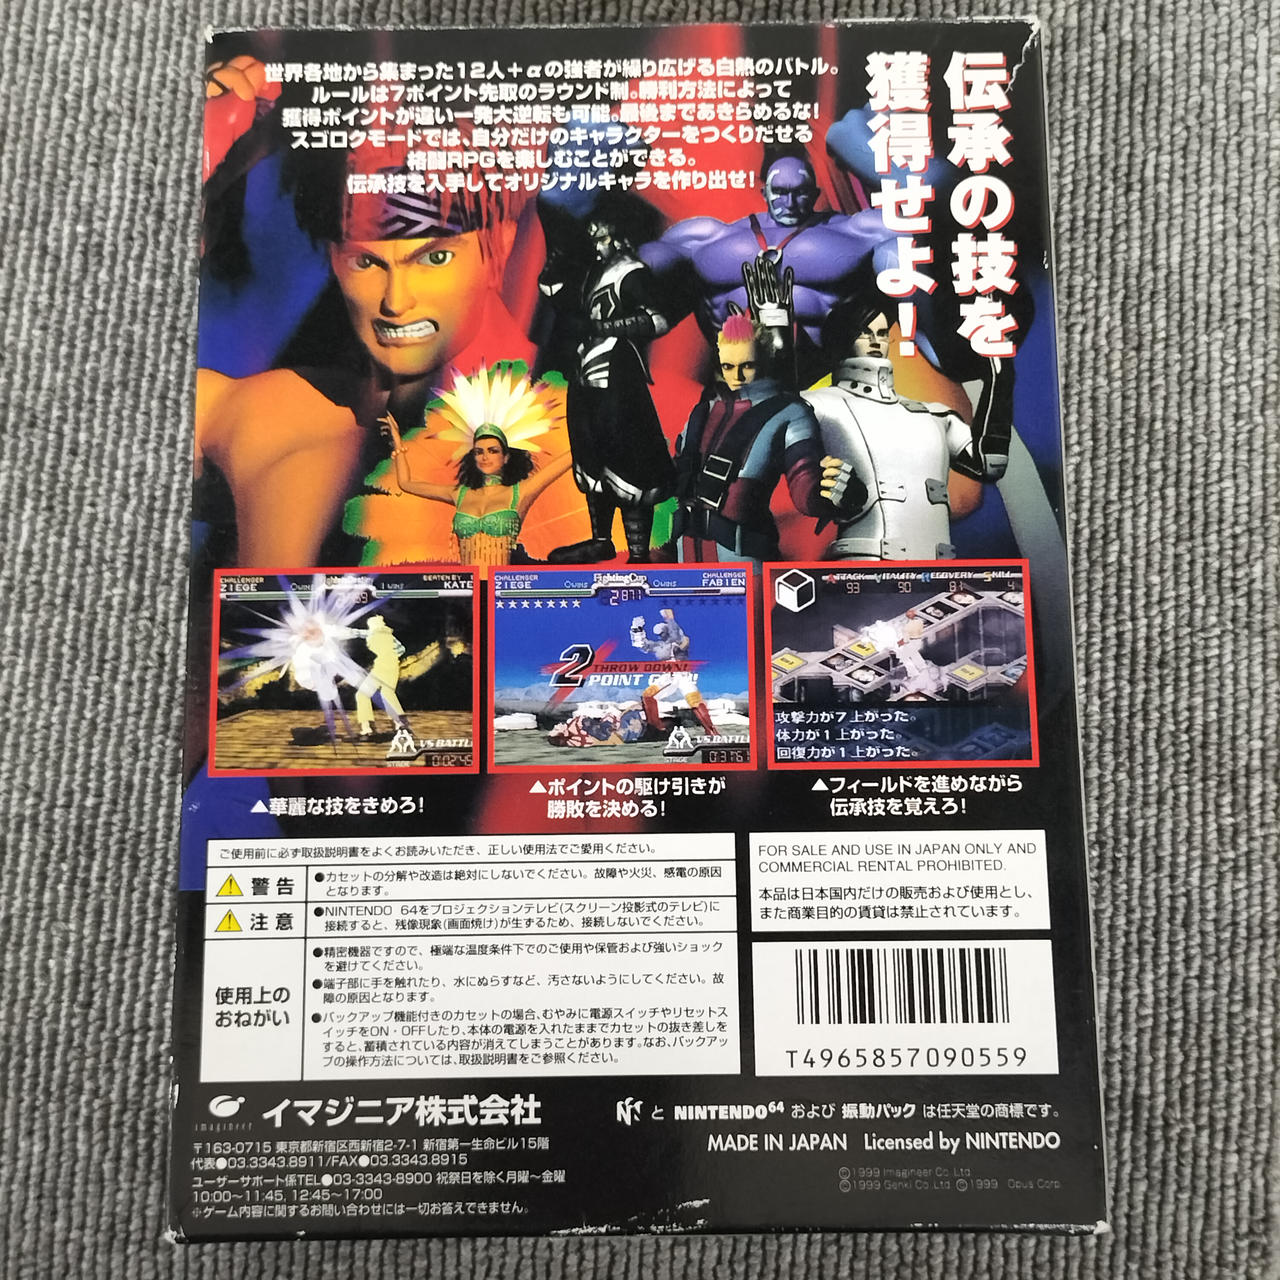 世界各地から集まった12人+αの強者が繰り広げる白熱のバトル。
ルールは7ポイント先取のラウンド制。勝利方法によって
獲得ポイントが違い一発大逆転も可能。最後まであきらめるな!
スゴロクモードでは、自分だけのキャラクターをつくりだせる
格闘RPGを楽しむことができる。
伝承技を入手してオリジナルキャラを作り出せ!
伝承の技を
獲得せよ!
CHALLENGER
ZIEGE
0WINS
1WINS
BEATEN BY
KATE
VS BATTLE
STAGE
0:02'45
▲華麗な技をきめろ!
CHALLENGER
ZIEGE
0WINS
FightingCup
2871
0WINS
CHALLENGER
FABIEN
2 THROW DOWN!
POINT GET!!
VS BATTLE
STAGE
▲ポイントの駆け引きが
勝敗を決める!
ATTACK VITALITY RECOVERY SKILL
93 90 81 4
攻撃力が7上がった。
体力が1上がった。
回復力が1上がった。
▲フィールドを進めながら
伝承技を覚えろ!
ご使用前に必ず取扱説明書をよくお読みいただき、正しい使用法でご愛用ください。
警告
●カセットの分解や改造は絶対にしないでください。故障や火災、感電の原因
となります。
注意
●NINTENDO 64をプロジェクションテレビ(スクリーン投影式のテレビ)に
接続すると、残像現象(画面焼け)が生ずるため、接続しないでください。
使用上の
おねがい
●精密機器ですので、極端な温度条件下でのご使用や保管および強いショック
を避けてください。
●端子部に手を触れたり、水にぬらすなど、汚さないようにしてください。故
障の原因となります。
●バックアップ機能付きのカセットの場合、むやみに電源スイッチやリセットス
イッチをON・OFFしたり、本体の電源を入れたままでカセットの抜き差しを
すると、蓄積されている内容が消えてしまうことがあります。なお、バックアッ
プの操作方法については、取扱説明書をご参照ください。
FOR SALE AND USE IN JAPAN ONLY AND
COMMERCIAL RENTAL PROHIBITED.
本品は日本国内だけの販売および使用とし、
また商業目的の賃貸は禁止されています。
T4965857090559
imagineer
イマジニア株式会社
〒163-0715 東京都新宿区西新宿2-7-1 新宿第一生命ビル15階
代表●03.3343.8911/FAX●03.3343.8915
ユーザーサポート係TEL●03-3343-8900 祝祭日を除く月曜〜金曜
10:00〜11:45, 12:45〜17:00
※ゲーム内容に関するお問い合わせには一切お答えできません。
と NINTENDO64 および 振動パック は任天堂の商標です。
MADE IN JAPAN Licensed by NINTENDO
©1999 Imagineer Co.,Ltd.
©1999 Genki Co.,Ltd. ©1999 Opus Corp.